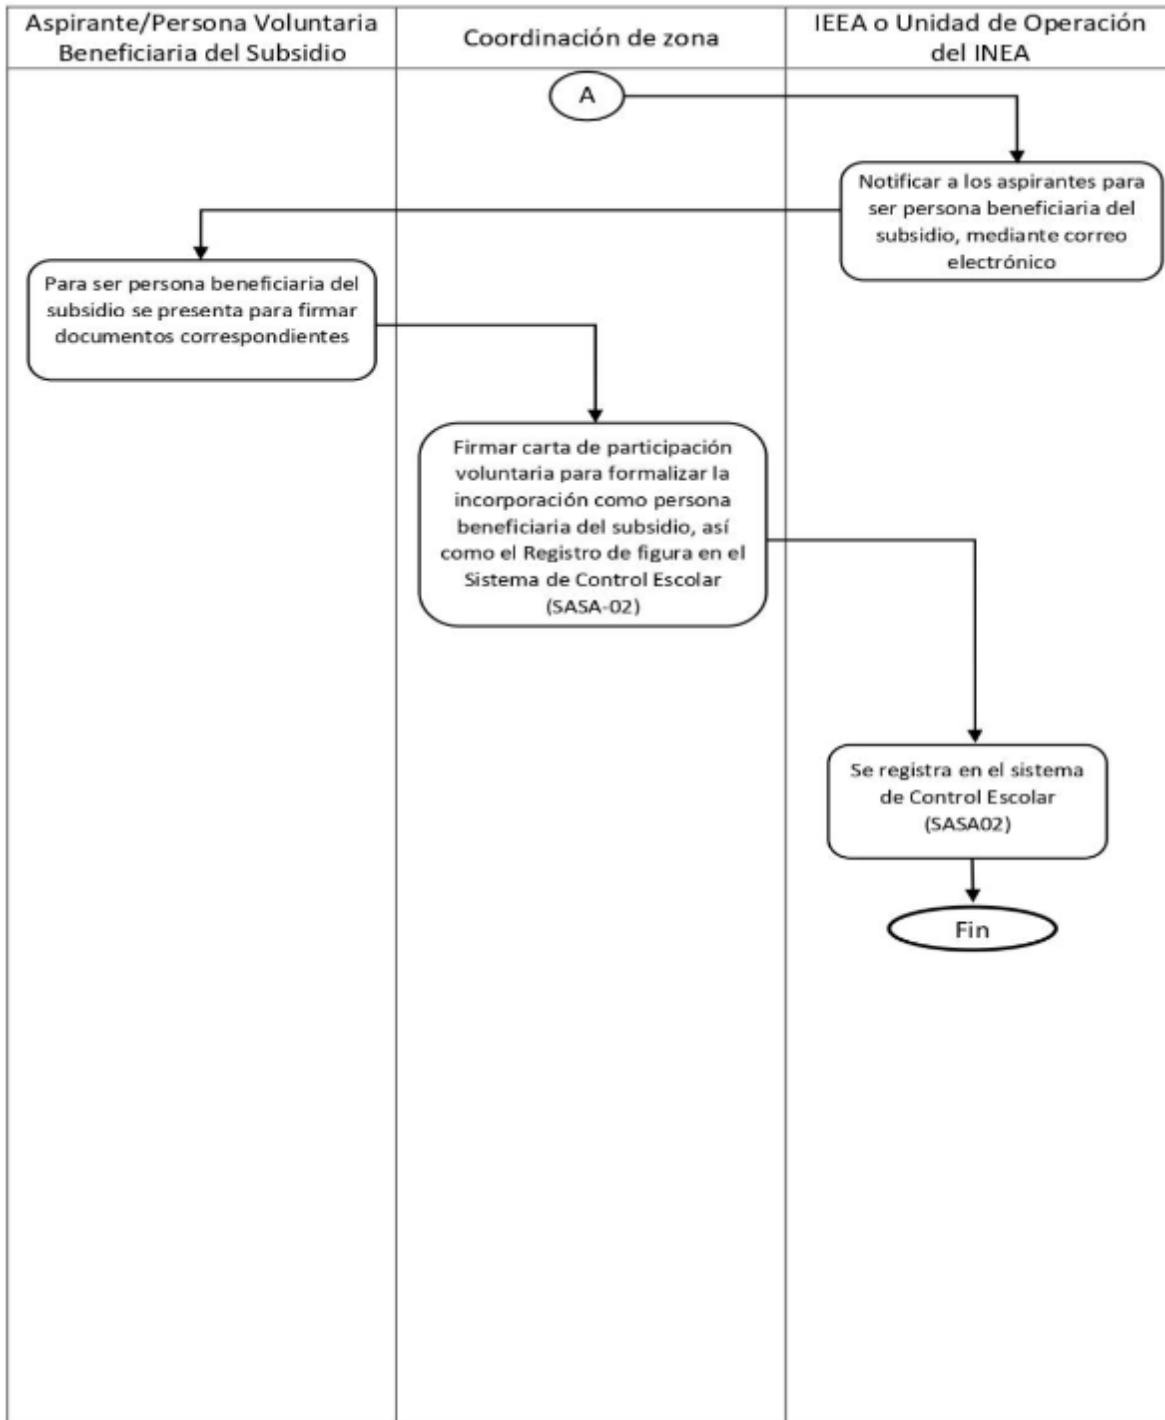 Aspirante/Persona Voluntaria
Beneficiaria del Subsidio
Coordinación de zona
IEEA o Unidad de Operación
del INEA
A
Notificar a los aspirantes para
ser persona beneficiaria del
subsidio, mediante correo
electrónico
Para ser persona beneficiaria del
subsidio se presenta para firmar
documentos correspondientes
Firmar carta de participación
voluntaria para formalizar la
incorporación como persona
beneficiaria del subsidio, así
como el Registro de figura en el
Sistema de Control Escolar
(SASA-02)
Se registra en el sistema
de Control Escolar
(SASA02)
Fin